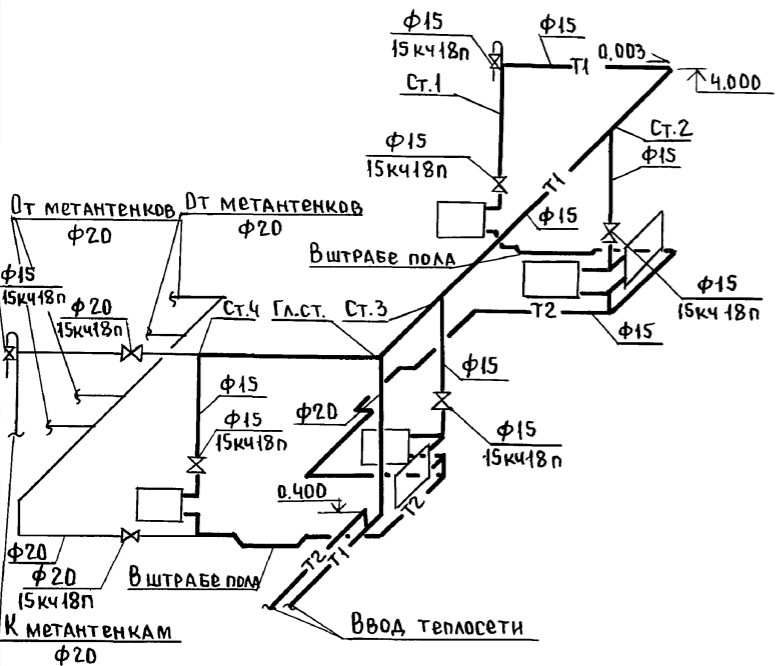 ф15
15кч18п
ф15
Т1
0.003
4.000
Ст.1
Ст.2
ф15
15кч18п
ф15
Т1
ф15
От метантенков
ф20
От метантенков
ф20
В штрабе пола
ф15
15кч18п
ф15
15кч18п
ф20
15кч18п
Ст.4
Гл.ст.
Ст.3
Т2
ф15
ф15
ф15
ф20
ф15
15кч18п
ф15
15кч18п
0.400
Т2
Т2
Т1
ф20
ф20
15кч18п
В штрабе пола
К метантенкам
ф20
Ввод теплосети